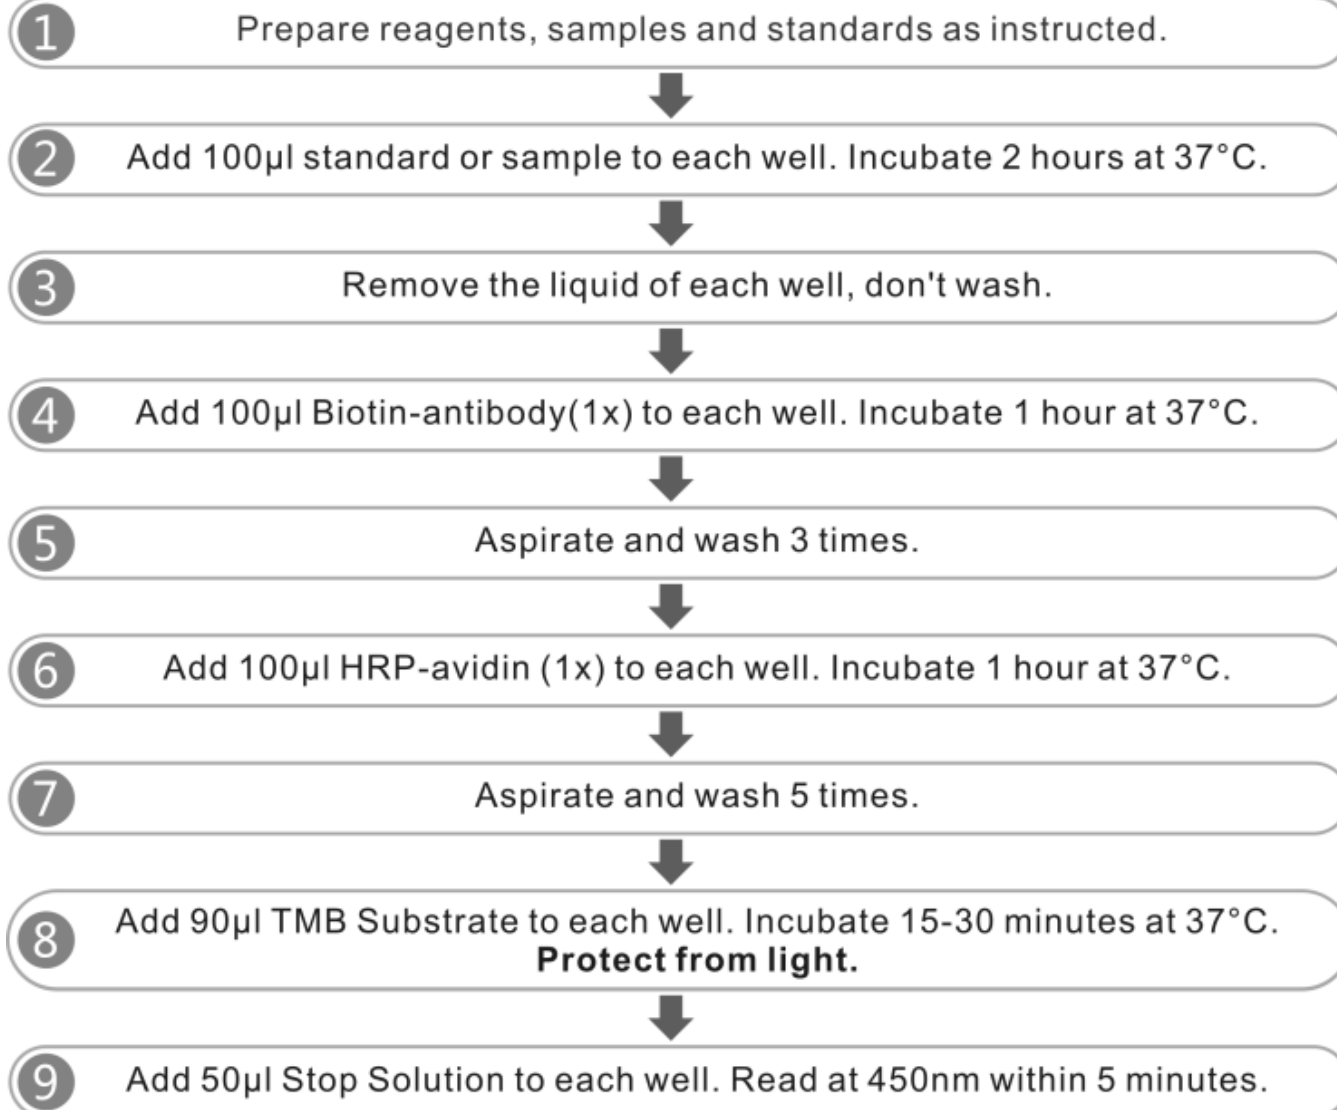 1 Prepare reagents, samples and standards as instructed.
2 Add 100µl standard or sample to each well. Incubate 2 hours at 37°C.
3 Remove the liquid of each well, don't wash.
4 Add 100µl Biotin-antibody(1x) to each well. Incubate 1 hour at 37°C.
5 Aspirate and wash 3 times.
6 Add 100µl HRP-avidin (1x) to each well. Incubate 1 hour at 37°C.
7 Aspirate and wash 5 times.
8 Add 90µl TMB Substrate to each well. Incubate 15-30 minutes at 37°C.
Protect from light.
9 Add 50µl Stop Solution to each well. Read at 450nm within 5 minutes.